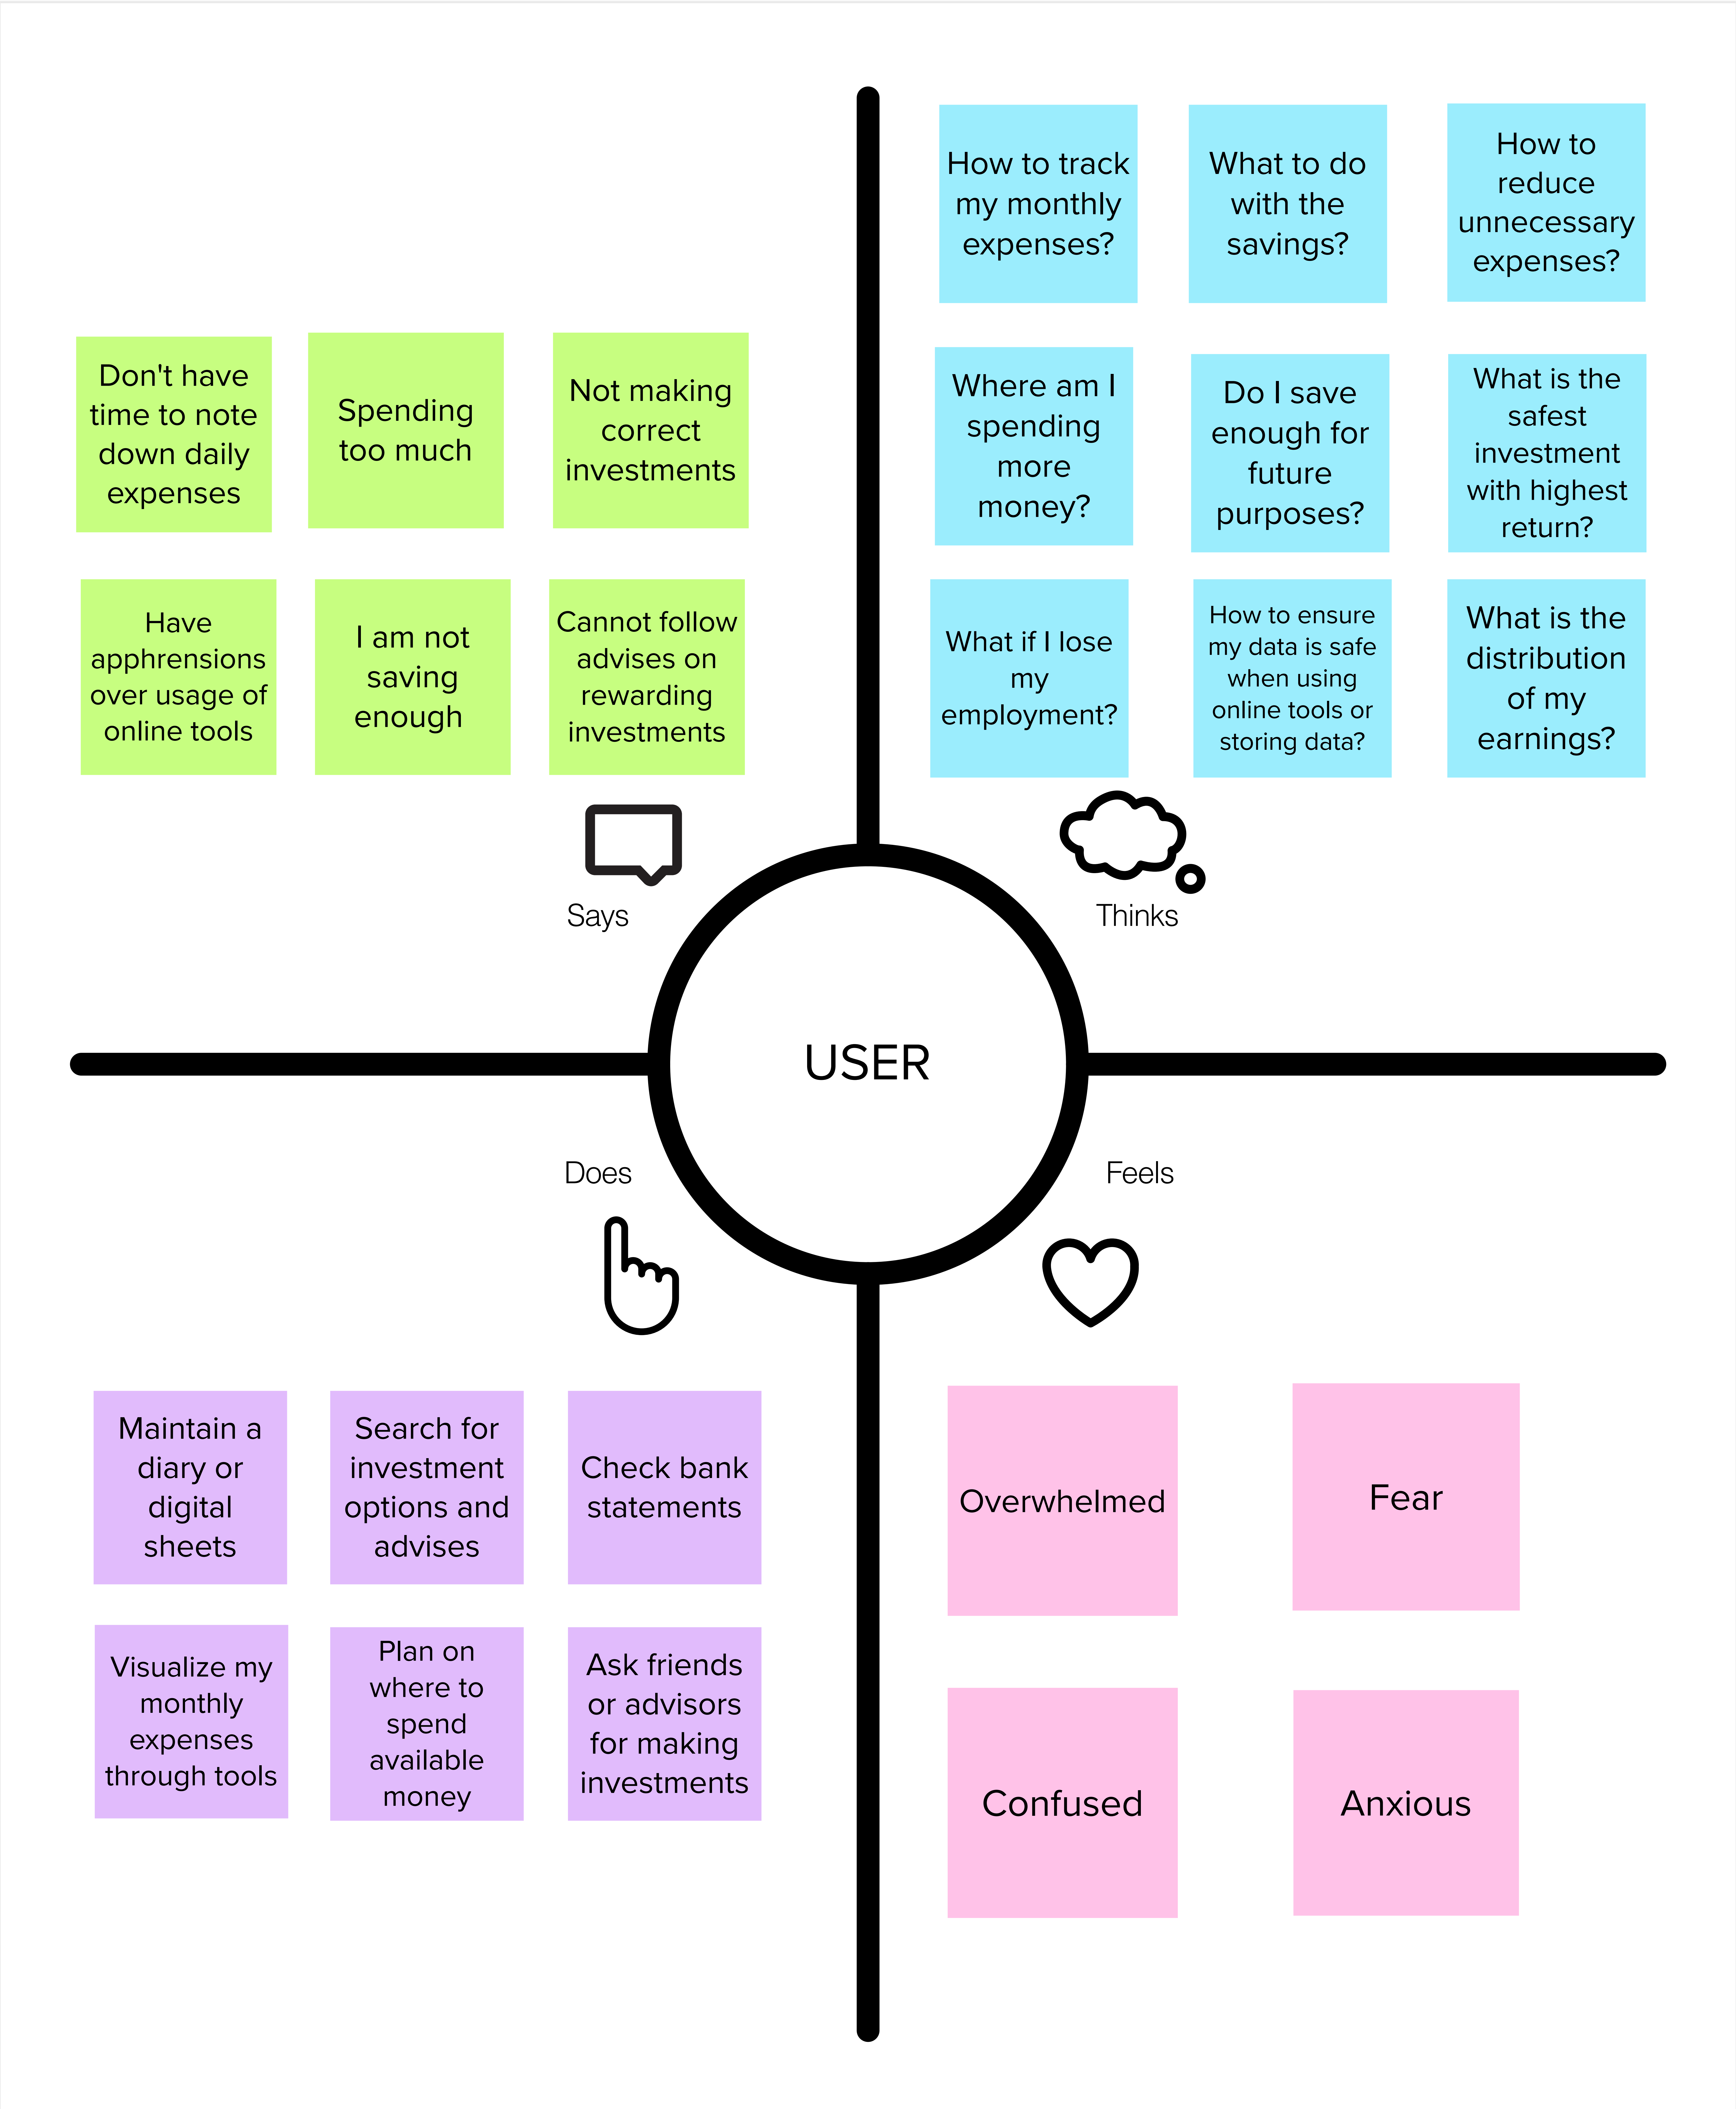 Don't have
time to note
down daily
expenses
Spending
too much
Not making
correct
investments
Have
apphrensions
over usage of
online tools
I am not
saving
enough
Cannot follow
advises on
rewarding
investments
Says
How to track
my monthly
expenses?
What to do
with the
savings?
How to
reduce
unnecessary
expenses?
Where am I
spending
more
money?
Do I save
enough for
future
purposes?
What is the
safest
investment
with highest
return?
What if I lose
my
employment?
How to ensure
my data is safe
when using
online tools or
storing data?
What is the
distribution
of my
earnings?
Thinks
USER
Does
Maintain a
diary or
digital
sheets
Search for
investment
options and
advises
Check bank
statements
Visualize my
monthly
expenses
through tools
Plan on
where to
spend
available
money
Ask friends
or advisors
for making
investments
Feels
Overwhelmed
Fear
Confused
Anxious